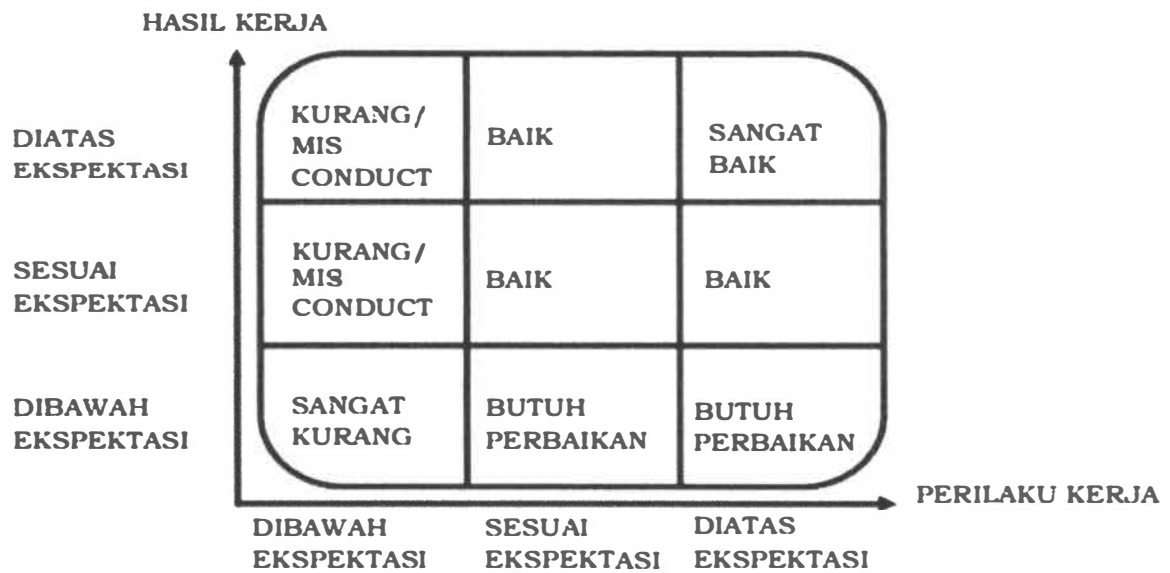 HASIL KERJA
DIATAS
EKSPEKTASI
KURANG/
MIS
CONDUCT
BAIK
SANGAT
BAIK
SESUAI
EKSPEKTASI
KURANG/
MIS
CONDUCT
BAIK
BAIK
DIBAWAH
EKSPEKTASI
SANGAT
KURANG
BUTUH
PERBAIKAN
BUTUH
PERBAIKAN
PERILAKU KERJA
DIBAWAH
EKSPEKTASI
SESUAI
EKSPEKTASI
DIATAS
EKSPEKTASI